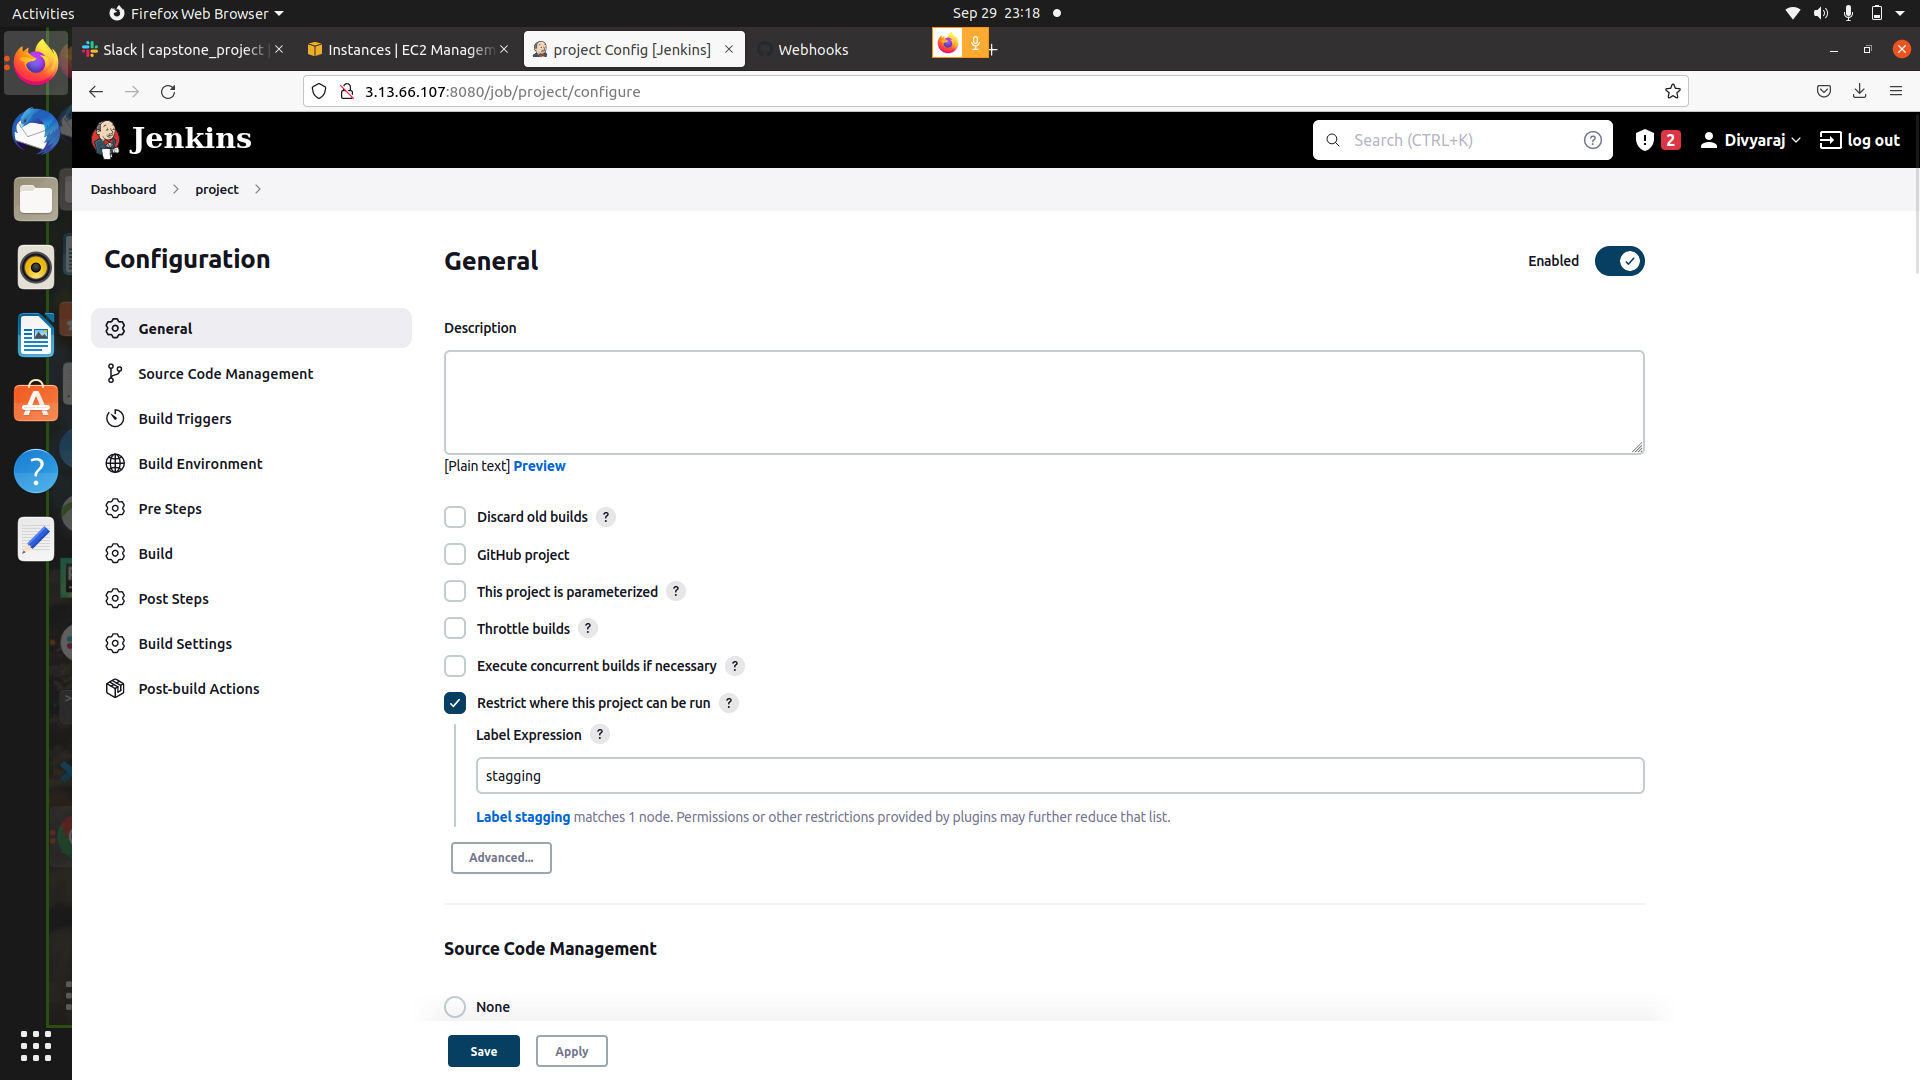 Activities
Firefox Web Browser
Sep 29 23:18
Slack | capstone_project |
Instances | EC2 Managem
project Config [Jenkins]
Webhooks
3.13.66.107:8080/job/project/configure
Jenkins
Search (CTRL+K)
?
2
Divyaraj
log out
Dashboard
project
Configuration
General
Source Code Management
Build Triggers
Build Environment
Pre Steps
Build
Post Steps
Build Settings
Post-build Actions
General
Enabled
Description
[Plain text] Preview
Discard old builds ?
GitHub project
This project is parameterized ?
Throttle builds ?
Execute concurrent builds if necessary ?
Restrict where this project can be run ?
Label Expression ?
stagging
Label stagging matches 1 node. Permissions or other restrictions provided by plugins may further reduce that list.
Advanced...
Source Code Management
None
Save
Apply